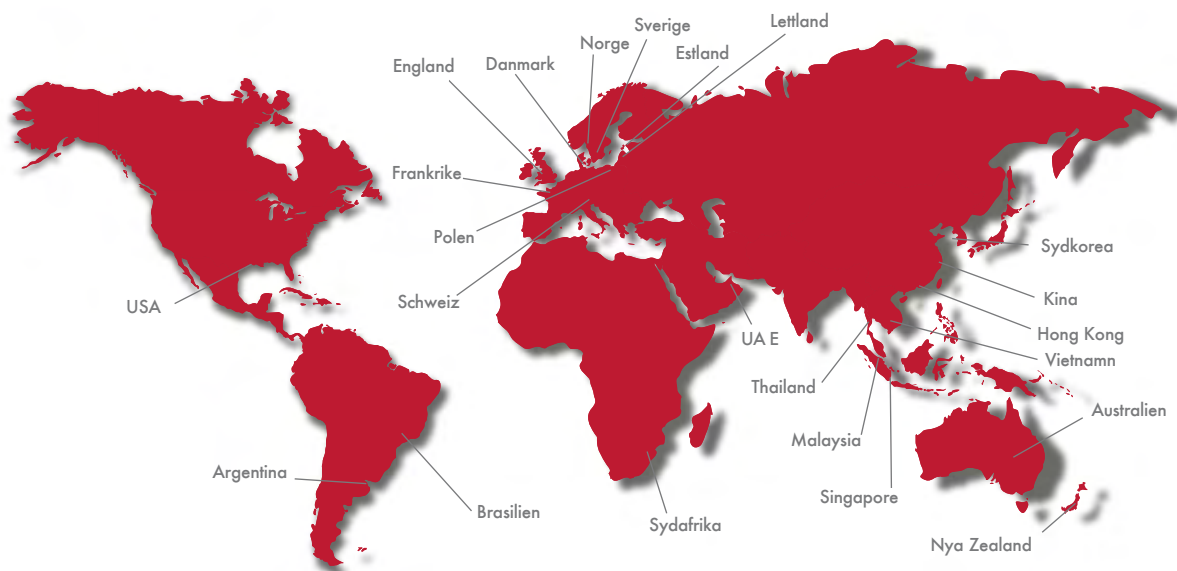 Lettland
Sverige
Norge
Estland
Danmark
England
Frankrike
Polen
Schweiz
USA
UA E
Sydkorea
Kina
Hong Kong
Vietnamn
Thailand
Malaysia
Singapore
Australien
Nya Zealand
Argentina
Brasilien
Sydafrika